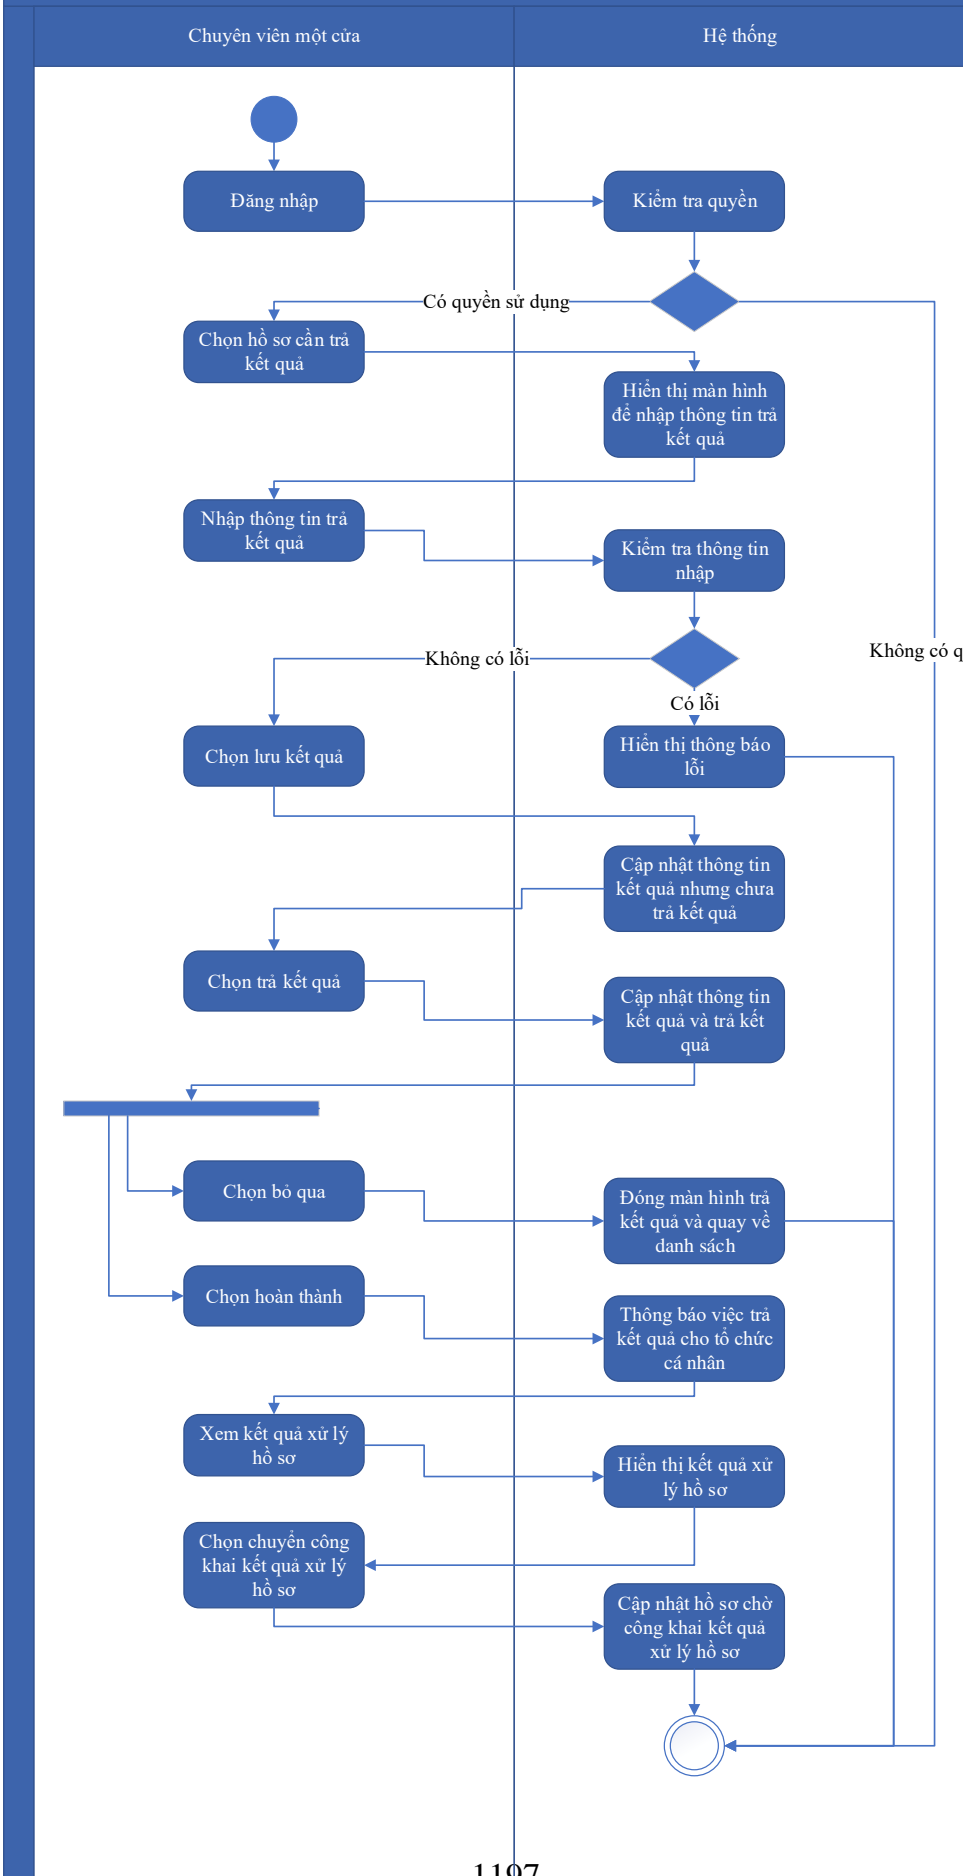 Chuyên viên một cửa
Hệ thống
Đăng nhập
Kiểm tra quyền
Có quyền sử dụng
Chọn hồ sơ cần trả
kết quả
Hiển thị màn hình
để nhập thông tin trả
kết quả
Nhập thông tin trả
kết quả
Kiểm tra thông tin
nhập
Không có q
Không có lỗi
Có lỗi
Chọn lưu kết quả
Hiển thị thông báo
lỗi
Cập nhật thông tin
kết quả nhưng chưa
trả kết quả
Chọn trả kết quả
Cập nhật thông tin
kết quả và trả kết
quả
Chọn bỏ qua
Đóng màn hình trả
kết quả và quay về
danh sách
Chọn hoàn thành
Thông báo việc trả
kết quả cho tổ chức
cá nhân
Xem kết quả xử lý
hồ sơ
Hiển thị kết quả xử
lý hồ sơ
Chọn chuyển công
khai kết quả xử lý
hồ sơ
Cập nhật hồ sơ chờ
công khai kết quả
xử lý hồ sơ
1197